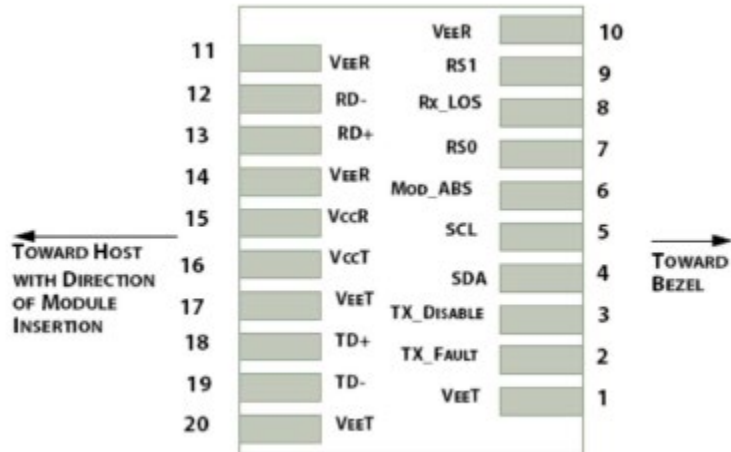 VEER 10
11 VEER
RS1 9
12 RD-
RX_LOS 8
13 RD+
RS0 7
14 VEER
MOD_ABS 6
15 VCCR
SCL 5
TOWARD HOST
WITH DIRECTION
OF MODULE
INSERTION
16 VCCT
SDA 4
TOWARD
BEZEL
17 VEET
TX_DISABLE 3
18 TD+
TX_FAULT 2
19 TD-
VEET 1
20 VEET